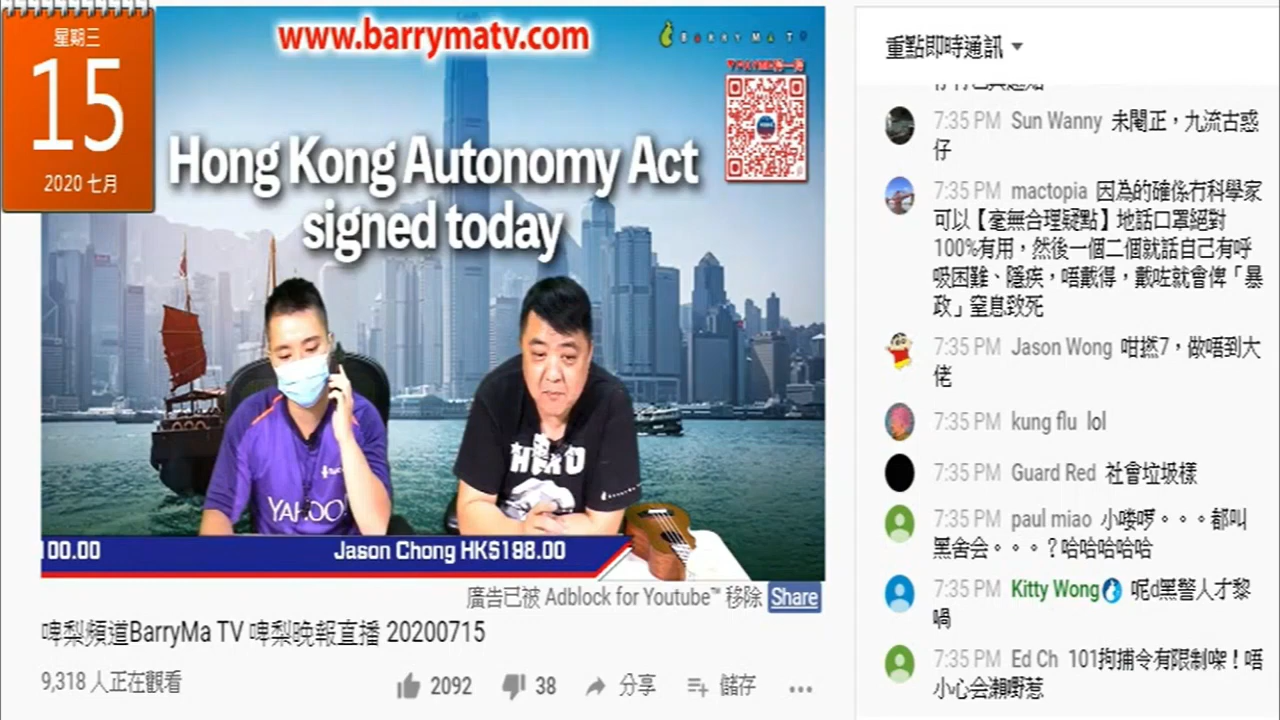 星期三
15
2020 七月
www.barrymatv.com
BARRY MA TV
Hong Kong Autonomy Act
signed today
HERO
YAHOO!
00.00
Jason Chong HK$198.00
廣告已被 Adblock for Youtube™ 移除 Share
啤梨頻道BarryMa TV 啤梨晚報直播 20200715
9,318 人正在觀看
2092
38
分享
儲存
重點即時通訊
7:35 PM Sun Wanny 未閹正，九流古惑
仔
7:35 PM mactopia 因為的確係冇科學家
可以【毫無合理疑點】地話口罩絕對
100%有用，然後一個二個就話自己有呼
吸困難、隱疾，唔戴得，戴咗就會俾「暴
政」窒息致死
7:35 PM Jason Wong 咁撚7，做唔到大
佬
7:35 PM kung flu lol
7:35 PM Guard Red 社會垃圾樣
7:35 PM paul miao 小喽啰。。。都叫
黑舍会。。。？哈哈哈哈哈
7:35 PM Kitty Wong 呢d黑警人才黎
喎
7:35 PM Ed Ch 101拘捕令有限制㗎！唔
小心会瀨嘢惹